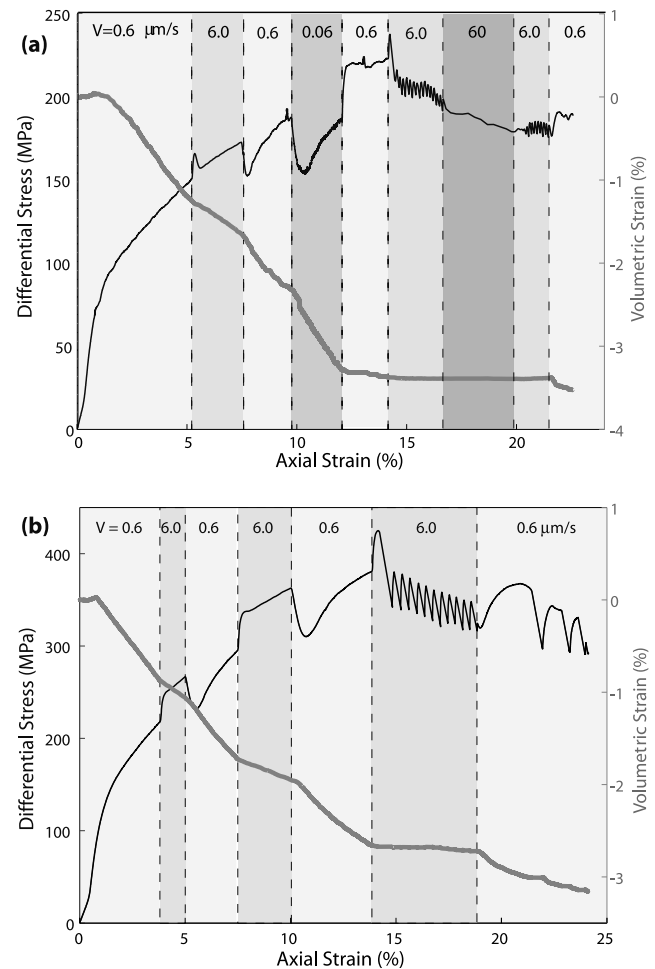 (a)
V=0.6 μm/s 6.0 0.6 0.06 0.6 6.0 60 6.0 0.6
250
200
150
100
50
0
Differential Stress (MPa)
1
0
-1
-2
-3
-4
Volumetric Strain (%)
0 5 10 15 20
Axial Strain (%)
(b)
V = 0.6 6.0 0.6 6.0 0.6 6.0 0.6 μm/s
400
300
200
100
0
Differential Stress (MPa)
1
0
-1
-2
-3
Volumetric Strain (%)
0 5 10 15 20 25
Axial Strain (%)